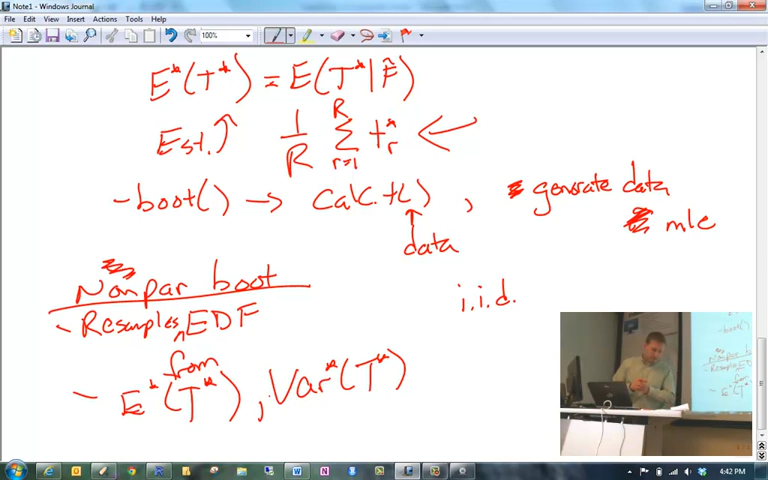 Note1 - Windows Journal
File Edit View Insert Actions Tools Help
100%
E*(T*) = E(T*|F̂)
Est. ↑ 1/R Σ_{r=1}^{R} t*_r ←
- boot() → calc. t( ) , generate data
data mle
Nonpar boot
- Resamples from EDF i.i.d.
- E*(T*), Var*(T*)
4:42 PM